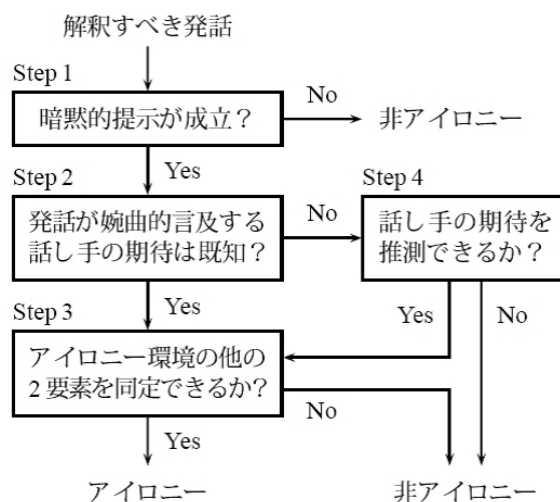 解釈すべき発話
Step 1
暗黙的提示が成立？
No
非アイロニー
Yes
Step 2
発話が婉曲的言及する
話し手の期待は既知？
No
Step 4
話し手の期待を
推測できるか？
Yes
Yes
No
Step 3
アイロニー環境の他の
2 要素を同定できるか？
No
Yes
アイロニー
非アイロニー